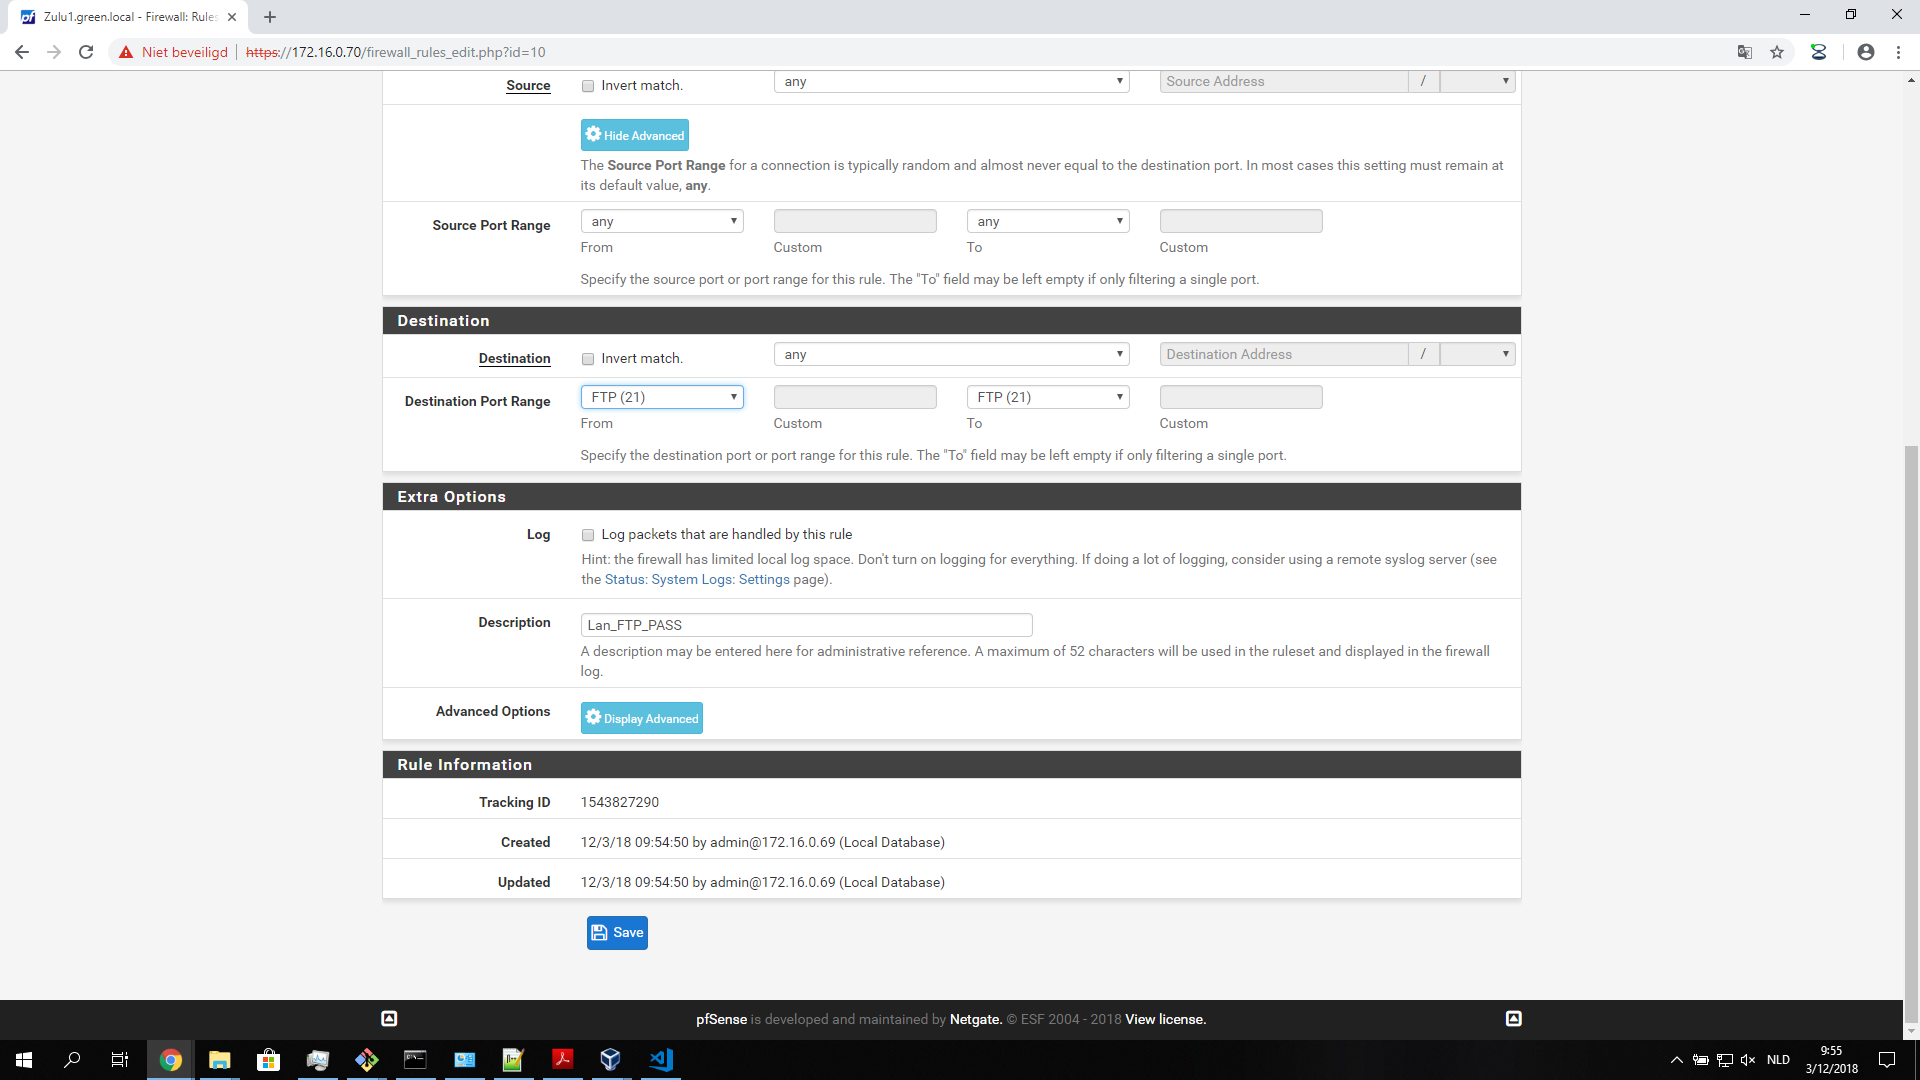 Zulu1.green.local - Firewall: Rules
Niet beveiligd
https://172.16.0.70/firewall_rules_edit.php?id=10
Source
Invert match.
any
Source Address
/
Hide Advanced
The Source Port Range for a connection is typically random and almost never equal to the destination port. In most cases this setting must remain at
its default value, any.
Source Port Range
any
any
From
Custom
To
Custom
Specify the source port or port range for this rule. The "To" field may be left empty if only filtering a single port.
Destination
Destination
Invert match.
any
Destination Address
/
Destination Port Range
FTP (21)
FTP (21)
From
Custom
To
Custom
Specify the destination port or port range for this rule. The "To" field may be left empty if only filtering a single port.
Extra Options
Log
Log packets that are handled by this rule
Hint: the firewall has limited local log space. Don't turn on logging for everything. If doing a lot of logging, consider using a remote syslog server (see
the Status: System Logs: Settings page).
Description
Lan_FTP_PASS
A description may be entered here for administrative reference. A maximum of 52 characters will be used in the ruleset and displayed in the firewall
log.
Advanced Options
Display Advanced
Rule Information
Tracking ID
1543827290
Created
12/3/18 09:54:50 by admin@172.16.0.69 (Local Database)
Updated
12/3/18 09:54:50 by admin@172.16.0.69 (Local Database)
Save
pfSense is developed and maintained by Netgate. © ESF 2004 - 2018 View license.
NLD
9:55
3/12/2018